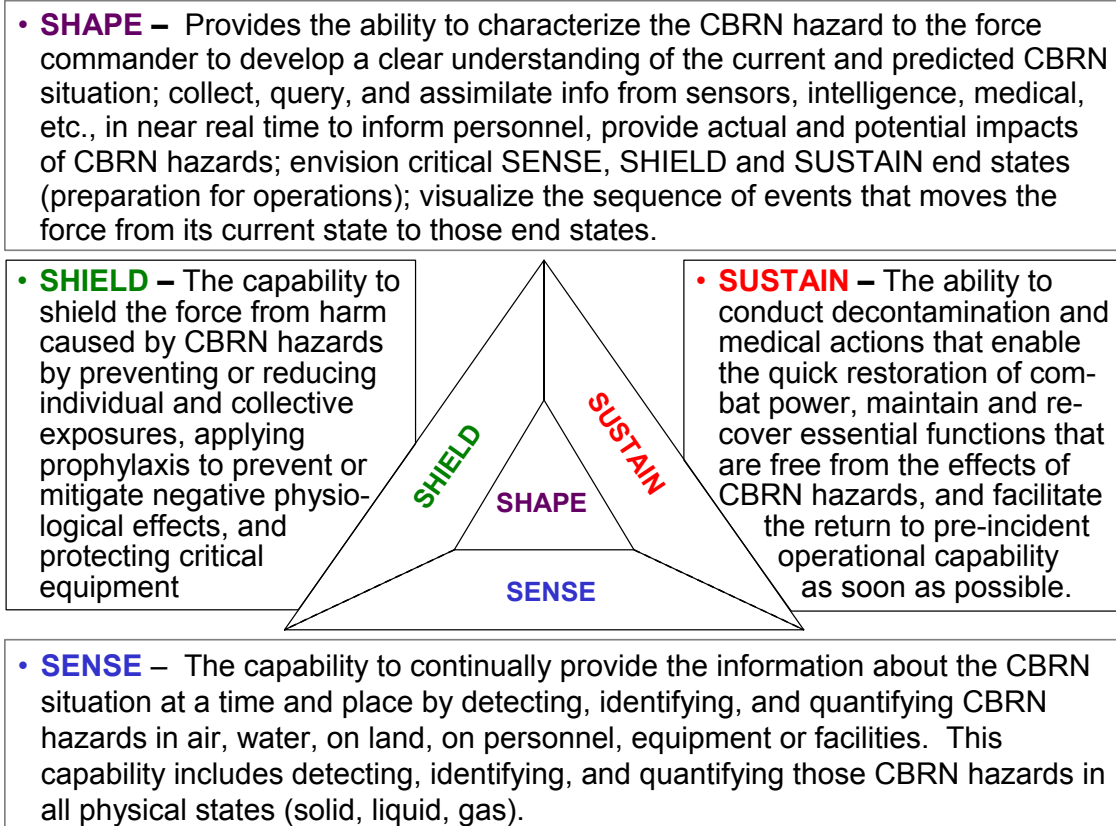 • SHAPE – Provides the ability to characterize the CBRN hazard to the force
commander to develop a clear understanding of the current and predicted CBRN
situation; collect, query, and assimilate info from sensors, intelligence, medical,
etc., in near real time to inform personnel, provide actual and potential impacts
of CBRN hazards; envision critical SENSE, SHIELD and SUSTAIN end states
(preparation for operations); visualize the sequence of events that moves the
force from its current state to those end states.
• SHIELD – The capability to
shield the force from harm
caused by CBRN hazards
by preventing or reducing
individual and collective
exposures, applying
prophylaxis to prevent or
mitigate negative physio-
logical effects, and
protecting critical
equipment
SHIELD
SUSTAIN
SHAPE
SENSE
• SUSTAIN – The ability to
conduct decontamination and
medical actions that enable
the quick restoration of com-
bat power, maintain and re-
cover essential functions that
are free from the effects of
CBRN hazards, and facilitate
the return to pre-incident
operational capability
as soon as possible.
• SENSE – The capability to continually provide the information about the CBRN
situation at a time and place by detecting, identifying, and quantifying CBRN
hazards in air, water, on land, on personnel, equipment or facilities. This
capability includes detecting, identifying, and quantifying those CBRN hazards in
all physical states (solid, liquid, gas).